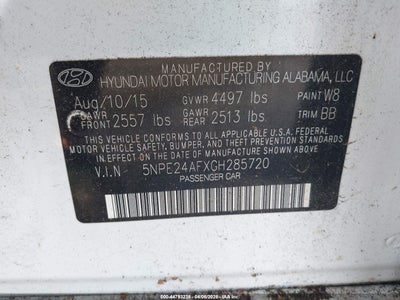 MANUFACTURED BY
HYUNDAI MOTOR MANUFACTURING ALABAMA, LLC
Aug/10/15 GVWR 4497 lbs PAINT W8
GAWR FRONT 2557 lbs GAWR REAR 2513 lbs TRIM BB
THIS VEHICLE CONFORMS TO ALL APPLICABLE U.S.A. FEDERAL
MOTOR VEHICLE SAFETY, BUMPER, AND THEFT PREVENTION STANDARDS
IN EFFECT ON THE DATE OF MANUFACTURE SHOWN ABOVE.
V.I.N 5NPE24AFXGH285720
PASSENGER CAR